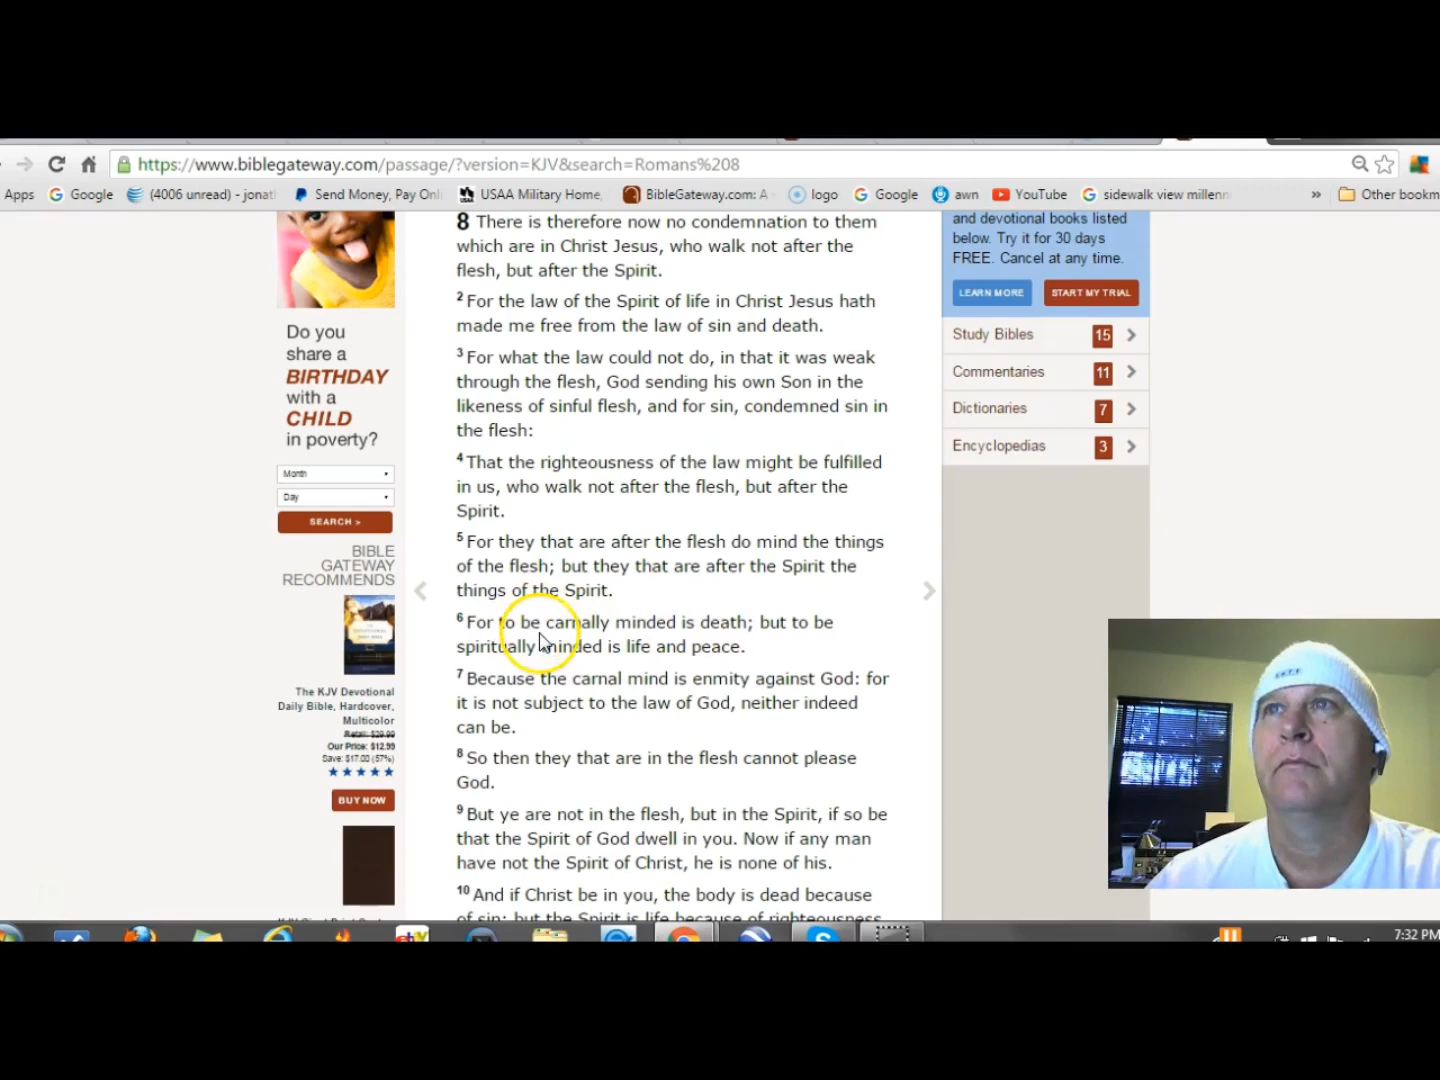 https://www.biblegateway.com/passage/?version=KJV&search=Romans%208
Apps
Google
(4006 unread) - jonat
Send Money, Pay Onl
USAA Military Home,
BibleGateway.com: A
logo
Google
awn
YouTube
sidewalk view millenn
»
Other bookm
8 There is therefore now no condemnation to them
which are in Christ Jesus, who walk not after the
flesh, but after the Spirit.
2 For the law of the Spirit of life in Christ Jesus hath
made me free from the law of sin and death.
3 For what the law could not do, in that it was weak
through the flesh, God sending his own Son in the
likeness of sinful flesh, and for sin, condemned sin in
the flesh:
4 That the righteousness of the law might be fulfilled
in us, who walk not after the flesh, but after the
Spirit.
5 For they that are after the flesh do mind the things
of the flesh; but they that are after the Spirit the
things of the Spirit.
6 For to be carnally minded is death; but to be
spiritually minded is life and peace.
7 Because the carnal mind is enmity against God: for
it is not subject to the law of God, neither indeed
can be.
8 So then they that are in the flesh cannot please
God.
9 But ye are not in the flesh, but in the Spirit, if so be
that the Spirit of God dwell in you. Now if any man
have not the Spirit of Christ, he is none of his.
10 And if Christ be in you, the body is dead because
of sin; but the Spirit is life because of righteousness
Do you
share a
BIRTHDAY
with a
CHILD
in poverty?
Month
Day
SEARCH >
BIBLE
GATEWAY
RECOMMENDS
The KJV Devotional
Daily Bible, Hardcover,
Multicolor
Retail: $29.99
Our Price: $12.99
Save: $17.00 (57%)
BUY NOW
and devotional books listed
below. Try it for 30 days
FREE. Cancel at any time.
LEARN MORE
START MY TRIAL
Study Bibles 15
Commentaries 11
Dictionaries 7
Encyclopedias 3
7:32 PM